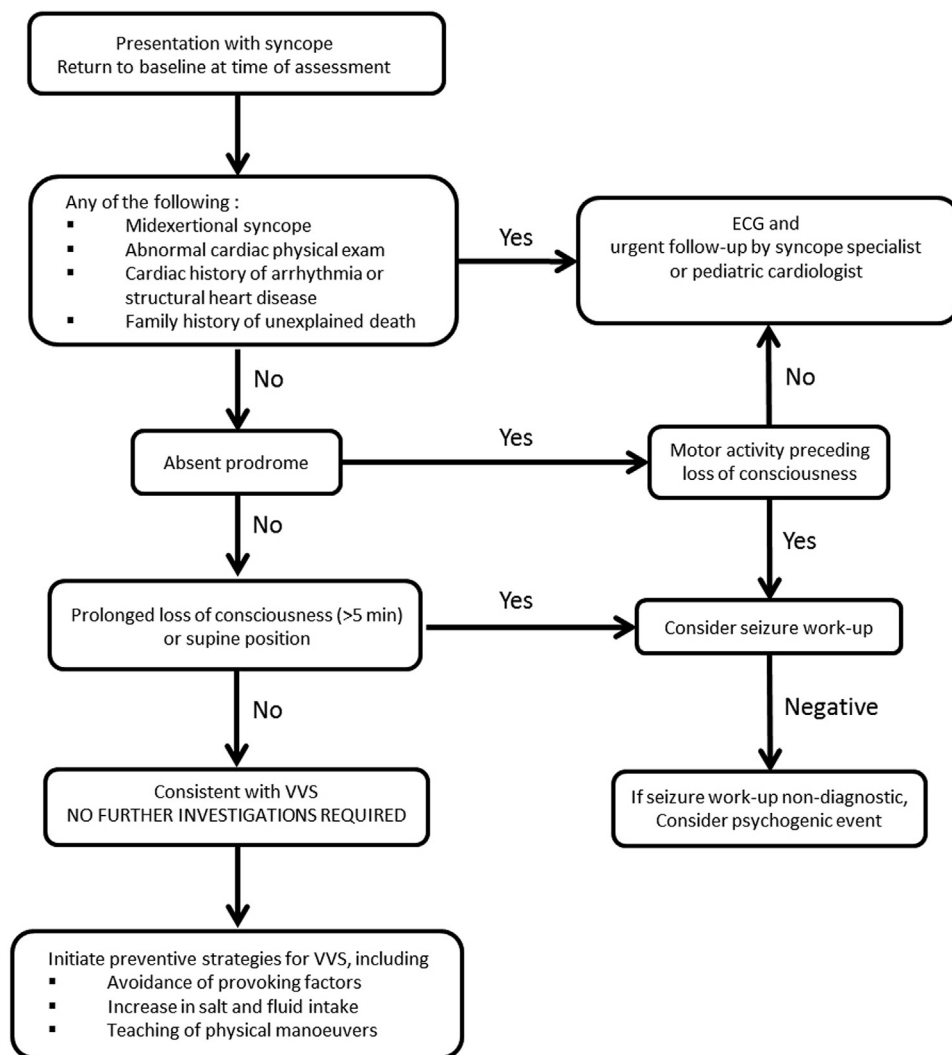 Presentation with syncope
Return to baseline at time of assessment
Any of the following :
▪ Midexertional syncope
▪ Abnormal cardiac physical exam
▪ Cardiac history of arrhythmia or
structural heart disease
▪ Family history of unexplained death
Yes
ECG and
urgent follow-up by syncope specialist
or pediatric cardiologist
No
No
Absent prodrome
Yes
Motor activity preceding
loss of consciousness
No
Yes
Prolonged loss of consciousness (>5 min)
or supine position
Yes
Consider seizure work-up
No
Negative
Consistent with VVS
NO FURTHER INVESTIGATIONS REQUIRED
If seizure work-up non-diagnostic,
Consider psychogenic event
Initiate preventive strategies for VVS, including
▪ Avoidance of provoking factors
▪ Increase in salt and fluid intake
▪ Teaching of physical manoeuvers